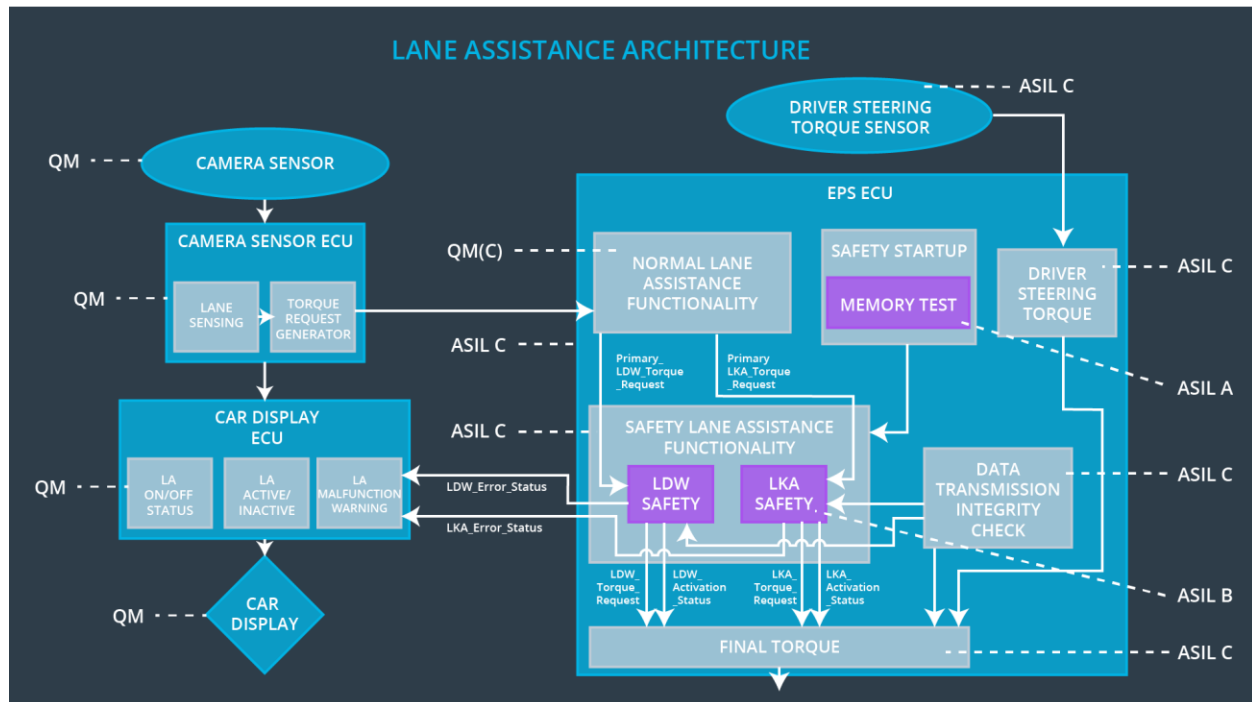 LANE ASSISTANCE ARCHITECTURE
ASIL C
DRIVER STEERING
TORQUE SENSOR
QM
CAMERA SENSOR
CAMERA SENSOR ECU
QM
LANE
SENSING
TORQUE
REQUEST
GENERATOR
EPS ECU
QM(C)
NORMAL LANE
ASSISTANCE
FUNCTIONALITY
SAFETY STARTUP
MEMORY TEST
DRIVER
STEERING
TORQUE
ASIL C
ASIL C
ASIL A
Primary_
LDW_Torque
_Request
Primary
LKA_Torque
_Request
CAR DISPLAY
ECU
QM
LA
ON/OFF
STATUS
LA
ACTIVE/
INACTIVE
LA
MALFUNCTION
WARNING
LDW_Error_Status
LKA_Error_Status
ASIL C
SAFETY LANE ASSISTANCE
FUNCTIONALITY
LDW
SAFETY
LKA
SAFETY
DATA
TRANSMISSION
INTEGRITY
CHECK
ASIL C
LDW_
Torque_
Request
LDW_
Activation
_Status
LKA_
Torque_
Request
LKA_
Activation
_Status
ASIL B
QM
CAR
DISPLAY
FINAL TORQUE
ASIL C